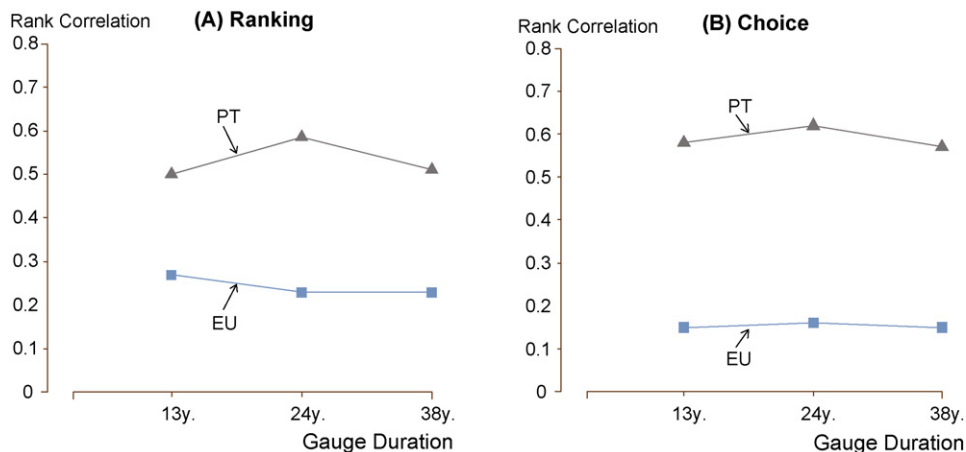 Rank Correlation
(A) Ranking
0.8
0.7
0.6
0.5
0.4
0.3
0.2
0.1
0
PT
EU
13y.
24y.
38y.
Gauge Duration
Rank Correlation
(B) Choice
0.8
0.7
0.6
0.5
0.4
0.3
0.2
0.1
0
PT
EU
13y.
24y.
38y.
Gauge Duration